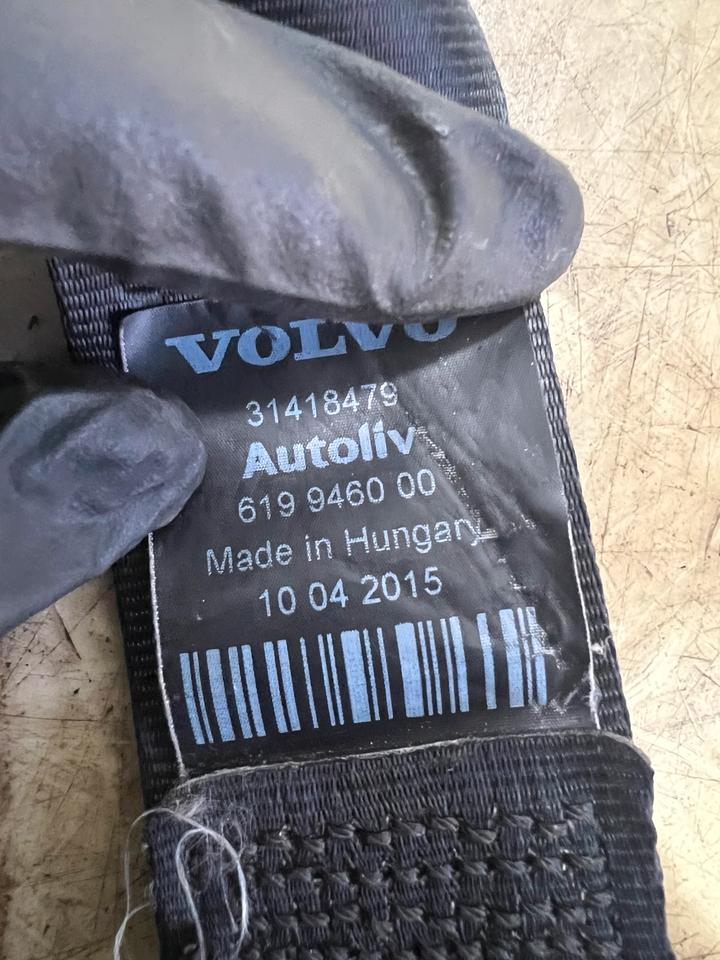 VOLVO
31418479
Autoliv
619 9460 00
Made in Hungary
10 04 2015